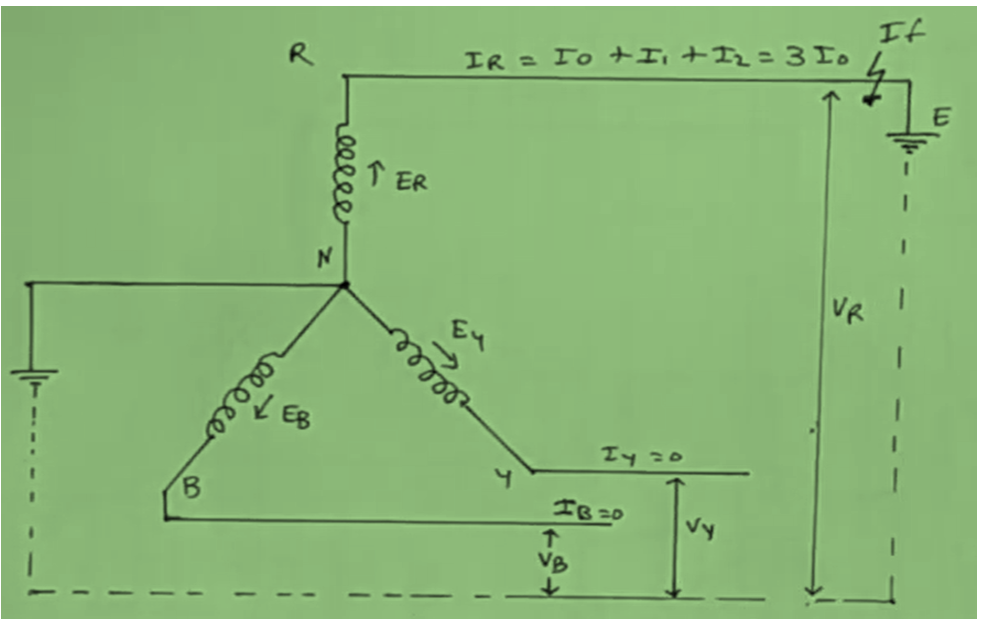 If
R
IR = I0 + I1 + I2 = 3 I0
E
ER
N
VR
EY
EB
IY = 0
Y
B
IB = 0
VY
VB